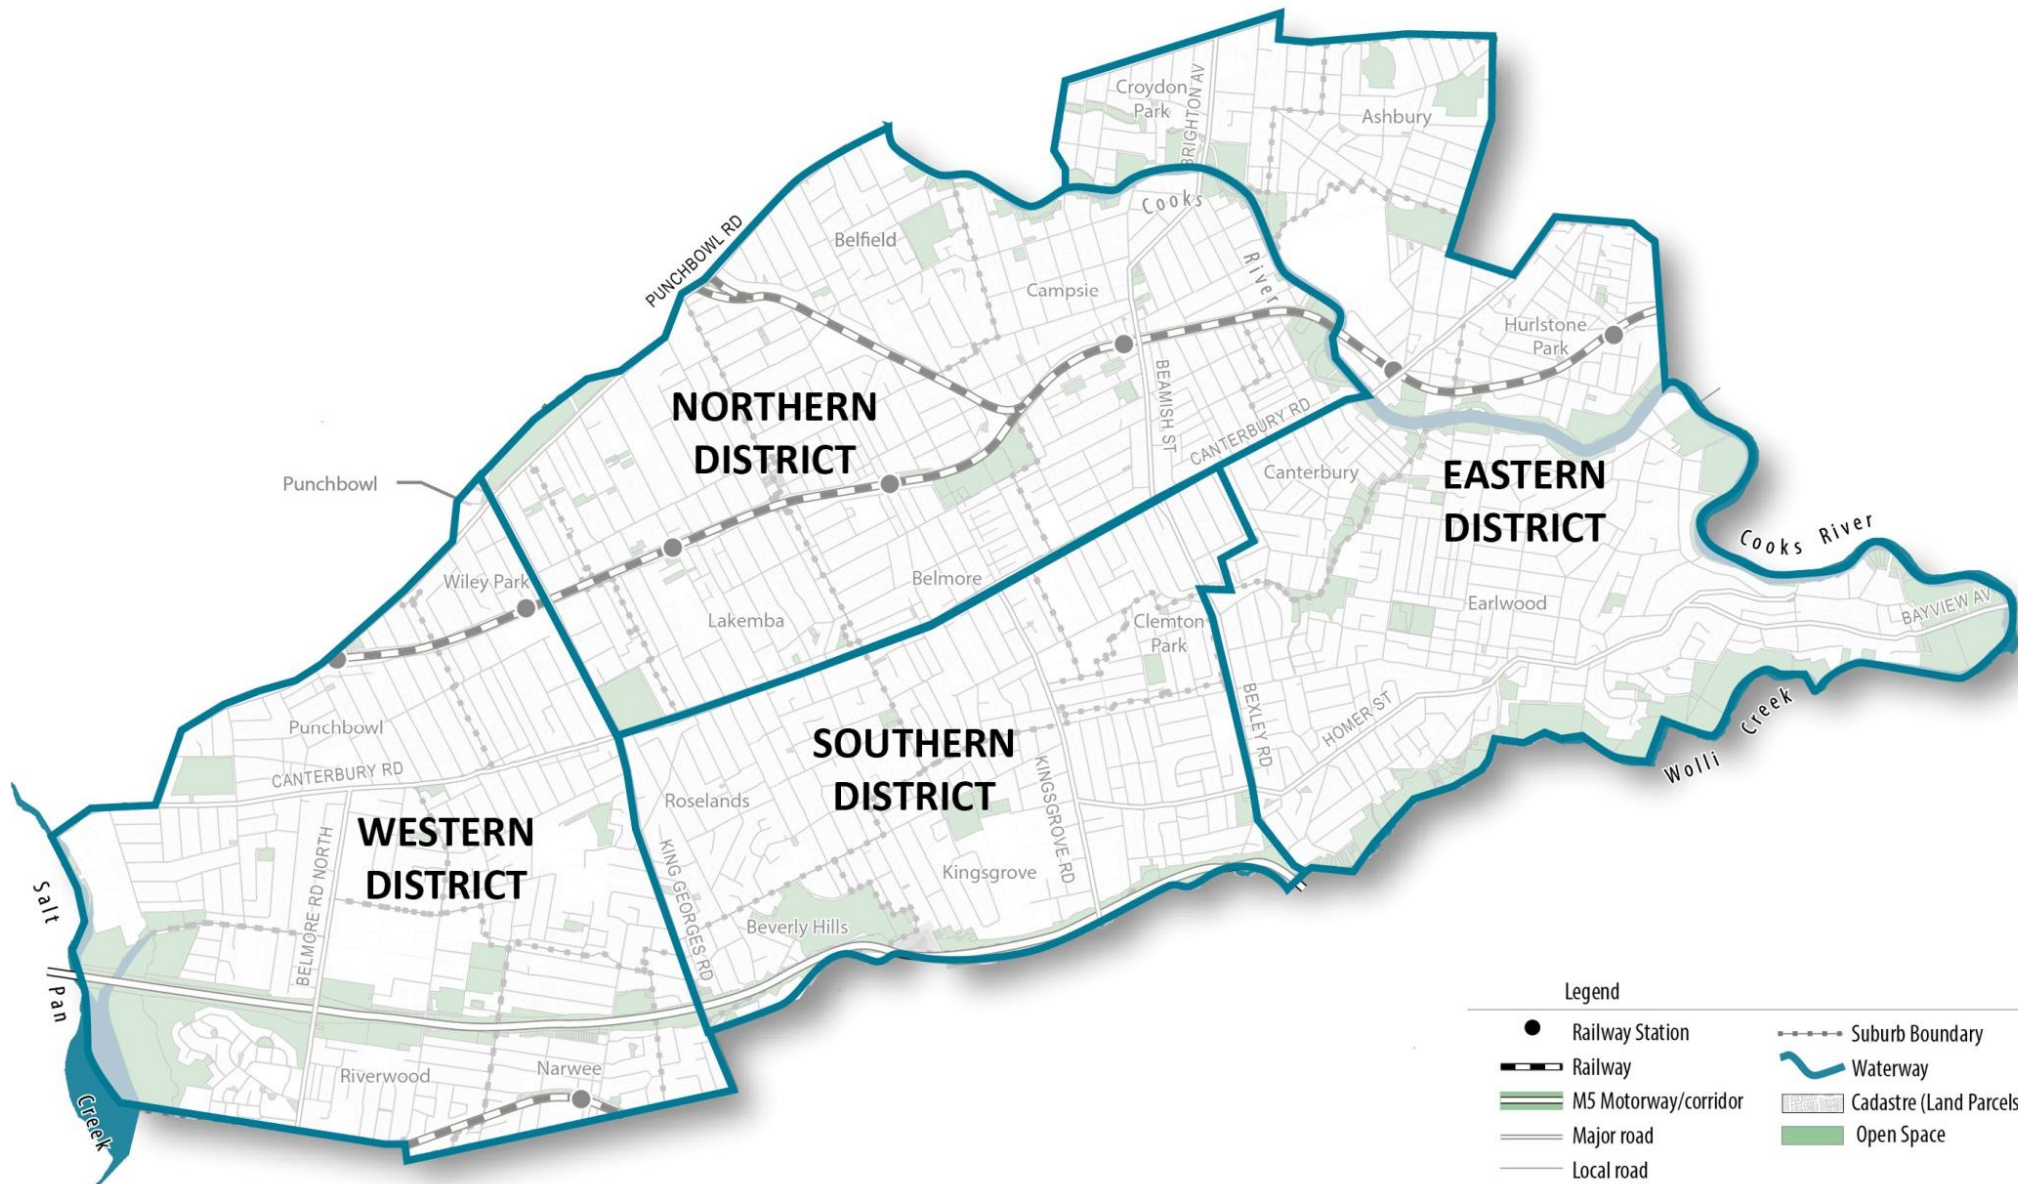 Croydon
Park
BRIGHTON AV
Ashbury
Cooks
River
PUNCHBOWL RD
Belfield
Campsie
Hurlstone
Park
BEAMISH ST
CANTERBURY RD
NORTHERN
DISTRICT
Canterbury
EASTERN
DISTRICT
Punchbowl
Cooks River
Wiley Park
Belmore
Lakemba
Clemton
Park
Earlwood
BAYVIEW AV
Punchbowl
CANTERBURY RD
SOUTHERN
DISTRICT
BEXLEY RD
HOMER ST
Wolli Creek
Roselands
KINGSGROVE RD
WESTERN
DISTRICT
BELMORE RD NORTH
KING GEORGES RD
Kingsgrove
Beverly Hills
Salt
Pan
Creek
Riverwood
Narwee
Legend
Railway Station
Railway
M5 Motorway/corridor
Major road
Local road
Suburb Boundary
Waterway
Cadastre (Land Parcels
Open Space